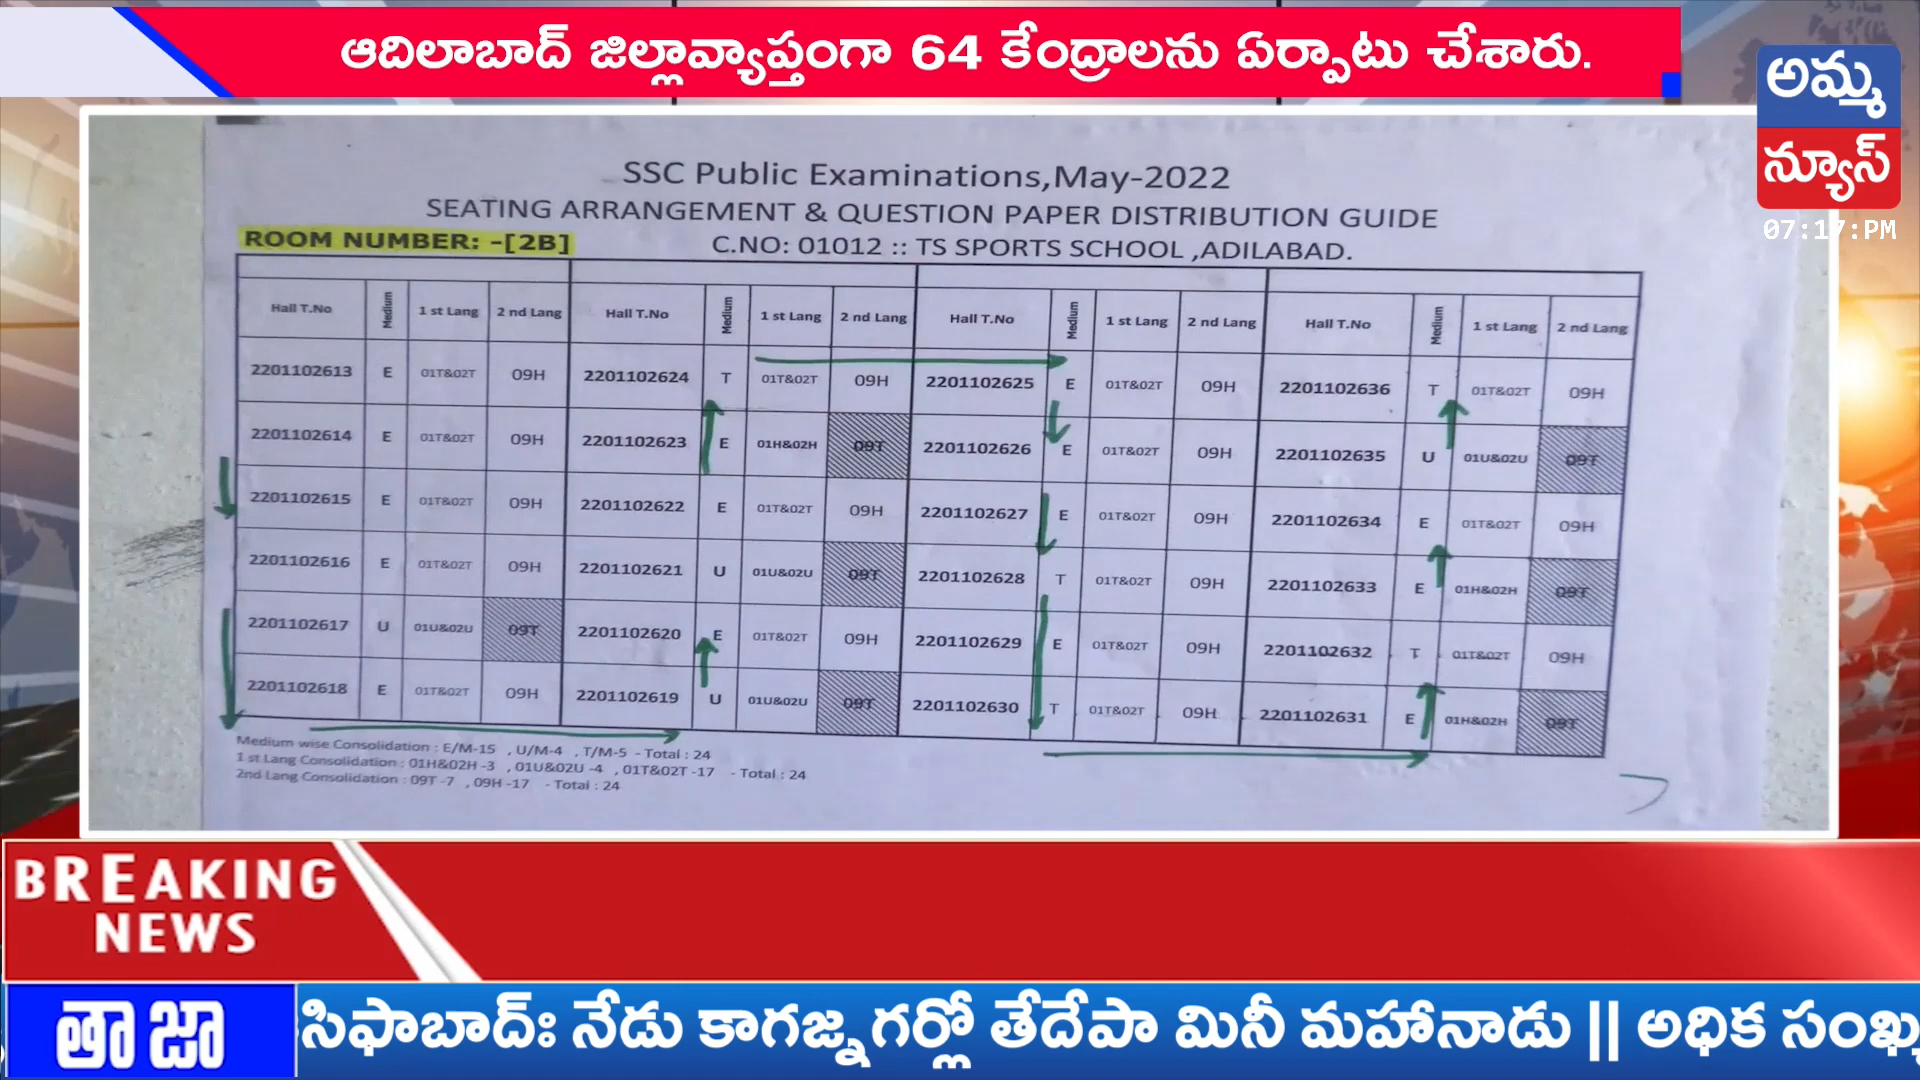 ఆదిలాబాద్ జిల్లావ్యాప్తంగా 64 కేంద్రాలను ఏర్పాటు చేశారు.
అమ్మ
న్యూస్
07:17:PM
SSC Public Examinations,May-2022
SEATING ARRANGEMENT & QUESTION PAPER DISTRIBUTION GUIDE
ROOM NUMBER: -[2B] C.NO: 01012 :: TS SPORTS SCHOOL ,ADILABAD.
Hall T.No Medium 1 st Lang 2 nd Lang Hall T.No Medium 1 st Lang 2 nd Lang Hall T.No Medium 1 st Lang 2 nd Lang Hall T.No Medium 1 st Lang 2 nd Lang
2201102613 E 01T&02T 09H 2201102624 T 01T&02T 09H 2201102625 E 01T&02T 09H 2201102636 T 01T&02T 09H
2201102614 E 01T&02T 09H 2201102623 E 01H&02H 09T 2201102626 E 01T&02T 09H 2201102635 U 01U&02U 09T
2201102615 E 01T&02T 09H 2201102622 E 01T&02T 09H 2201102627 E 01T&02T 09H 2201102634 E 01T&02T 09H
2201102616 E 01T&02T 09H 2201102621 U 01U&02U 09T 2201102628 T 01T&02T 09H 2201102633 E 01H&02H 09T
2201102617 U 01U&02U 09T 2201102620 E 01T&02T 09H 2201102629 E 01T&02T 09H 2201102632 T 01T&02T 09H
2201102618 E 01T&02T 09H 2201102619 U 01U&02U 09T 2201102630 T 01T&02T 09H 2201102631 E 01H&02H 09T
Medium wise Consolidation : E/M-15 , U/M-4 , T/M-5 - Total : 24
1 st Lang Consolidation : 01H&02H -3 , 01U&02U -4 , 01T&02T -17 - Total : 24
2nd Lang Consolidation : 09T -7 , 09H -17 - Total : 24
BREAKING
NEWS
తాజా
సిఫాబాద్: నేడు కాగజ్నగర్లో తేదేపా మినీ మహానాడు || అధిక